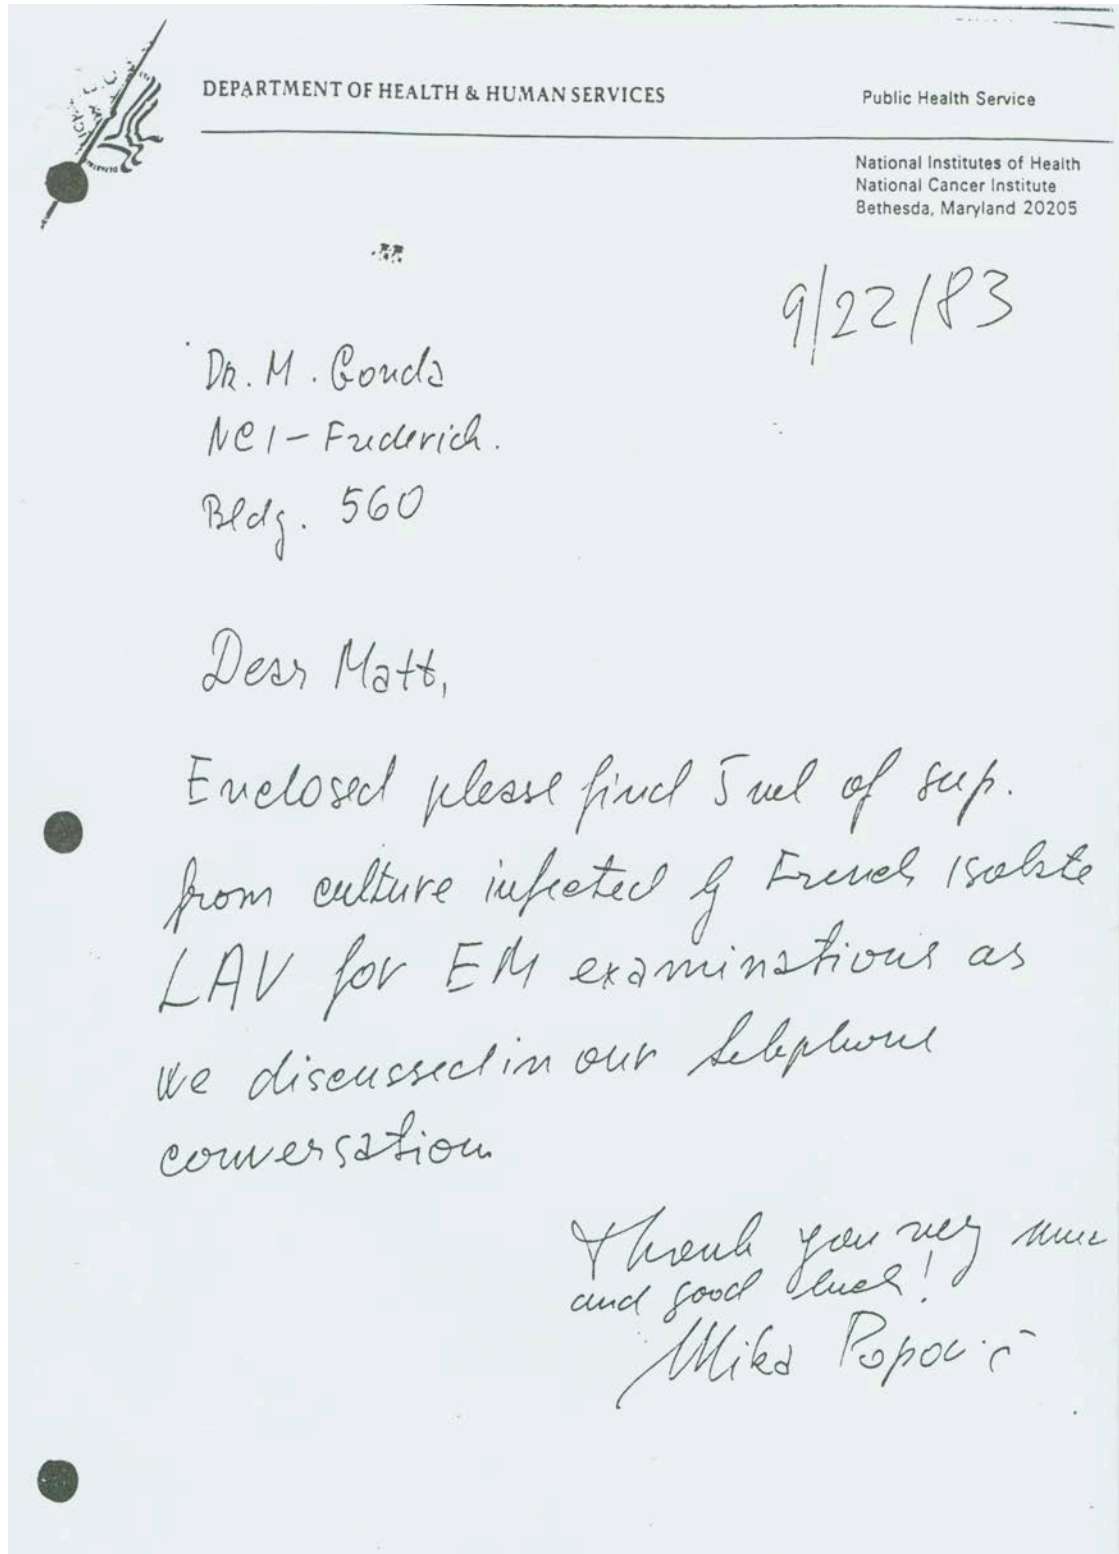 DEPARTMENT OF HEALTH & HUMAN SERVICES
Public Health Service
National Institutes of Health
National Cancer Institute
Bethesda, Maryland 20205
9/22/83
Dr. M. Gonda
NCI - Frederich.
Bldg. 560
Dear Matt,
Enclosed please find 5 ml of sup.
from culture infected by French isolate
LAV for EM examinations as
we discussed in our telephone
conversation
Thank you very muc
and good luck!
Mika Popovic